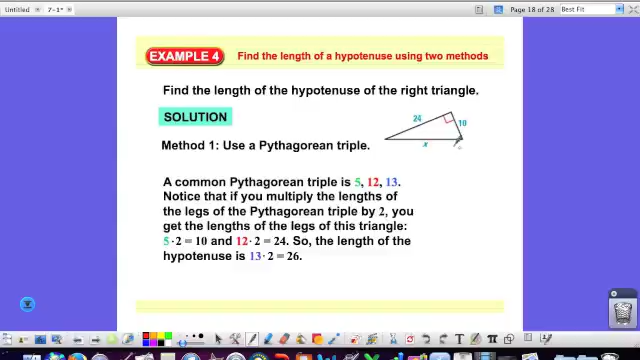 Untitled
7-1*
Page 18 of 28
Best Fit
EXAMPLE 4
Find the length of a hypotenuse using two methods
Find the length of the hypotenuse of the right triangle.
SOLUTION
24
10
x
Method 1: Use a Pythagorean triple.
A common Pythagorean triple is 5, 12, 13.
Notice that if you multiply the lengths of
the legs of the Pythagorean triple by 2, you
get the lengths of the legs of this triangle:
5 · 2 = 10 and 12 · 2 = 24. So, the length of the
hypotenuse is 13 · 2 = 26.